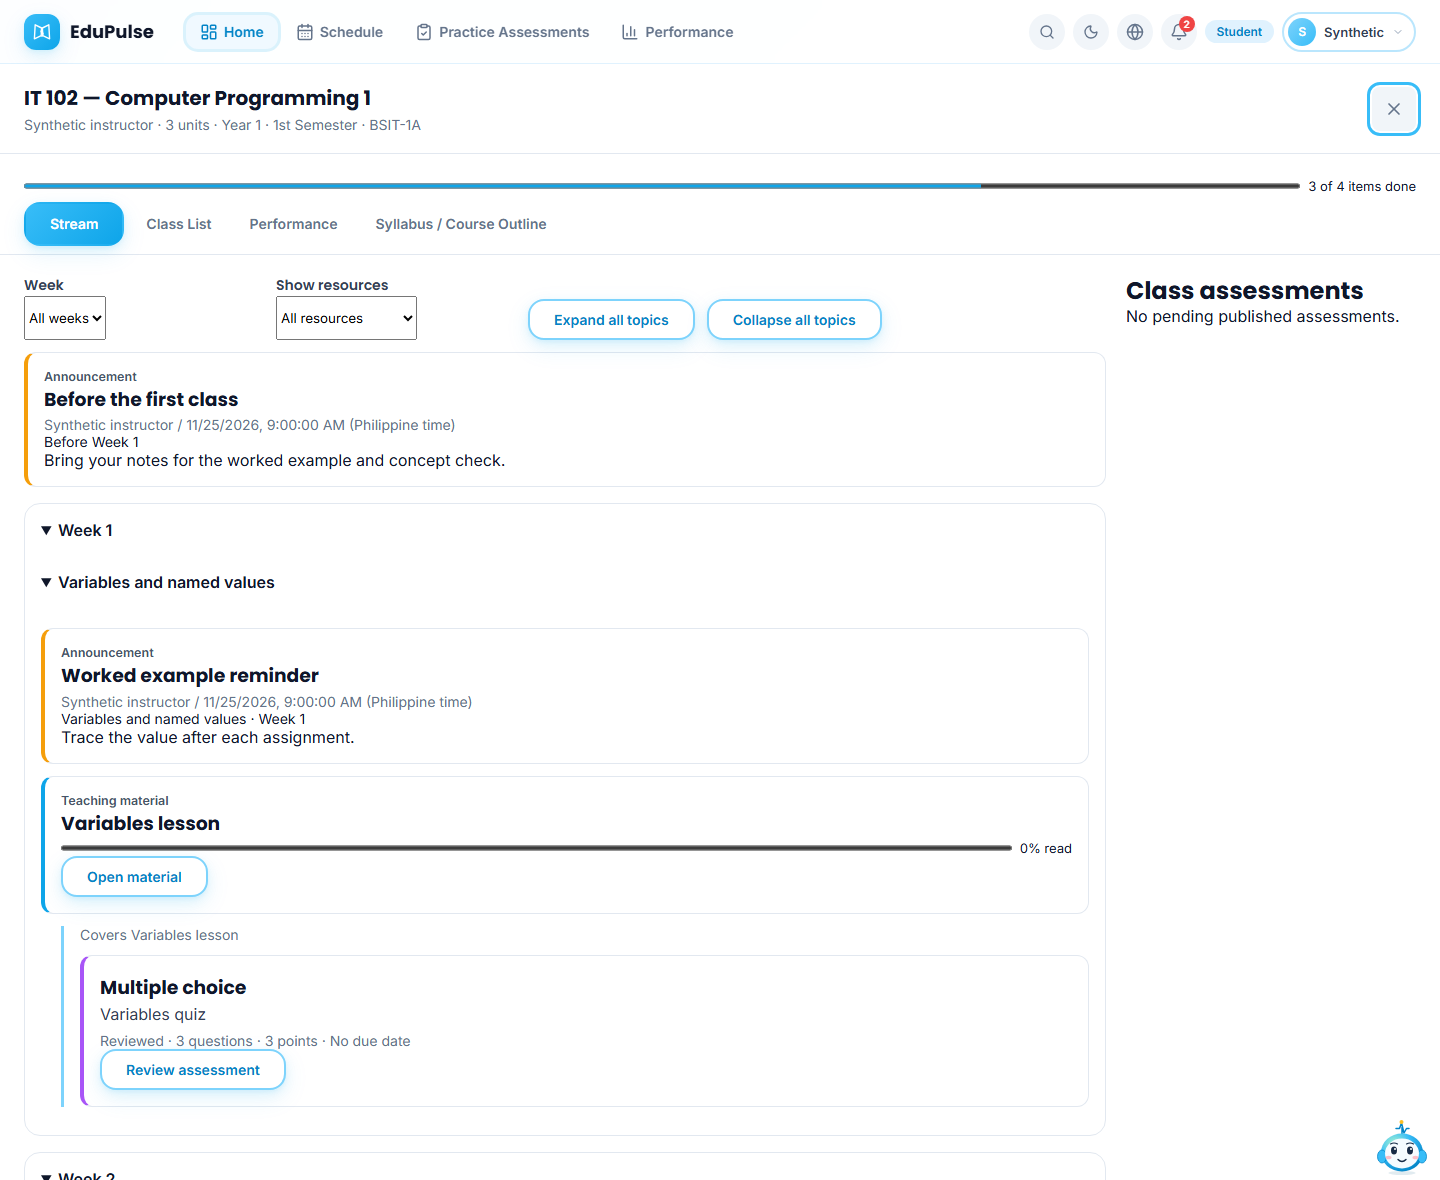 EduPulse
Home
Schedule
Practice Assessments
Performance
2
Student
S
Synthetic
IT 102 — Computer Programming 1
Synthetic instructor · 3 units · Year 1 · 1st Semester · BSIT-1A
3 of 4 items done
Stream
Class List
Performance
Syllabus / Course Outline
Week
All weeks
Show resources
All resources
Expand all topics
Collapse all topics
Class assessments
No pending published assessments.
Announcement
Before the first class
Synthetic instructor / 11/25/2026, 9:00:00 AM (Philippine time)
Before Week 1
Bring your notes for the worked example and concept check.
Week 1
Variables and named values
Announcement
Worked example reminder
Synthetic instructor / 11/25/2026, 9:00:00 AM (Philippine time)
Variables and named values · Week 1
Trace the value after each assignment.
Teaching material
Variables lesson
0% read
Open material
Covers Variables lesson
Multiple choice
Variables quiz
Reviewed · 3 questions · 3 points · No due date
Review assessment
Week 2